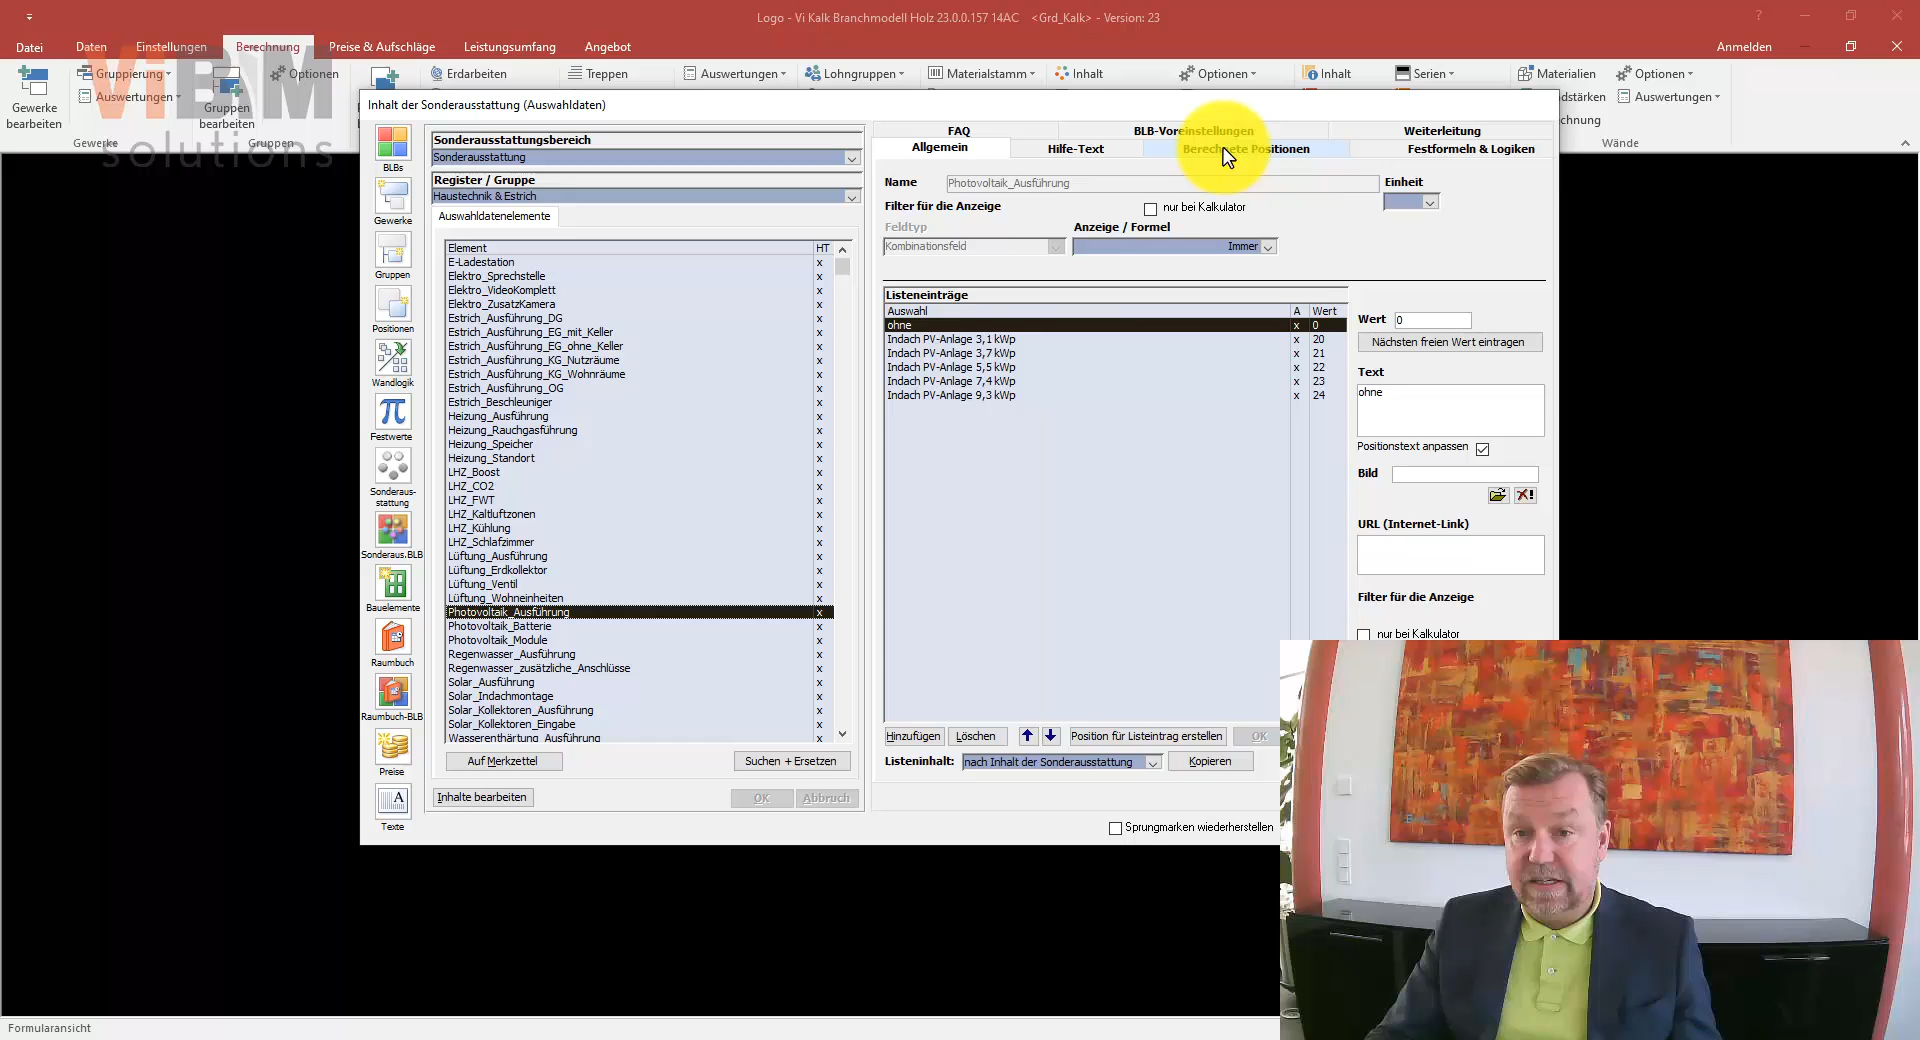 Logo - Vi Kalk Branchmodell Holz 23.0.0.157 14AC <Grd_Kalk> - Version: 23
Datei Daten Einstellungen Berechnung Preise & Aufschläge Leistungsumfang Angebot Anmelden
Gewerke bearbeiten
Gruppierung
Auswertungen
Gewerke
Gruppen bearbeiten
Optionen
Gruppen
Erdarbeiten
Treppen
Auswertungen
Lohngruppen
Materialstamm
Inhalt
Optionen
Inhalt
Serien
Materialien
Optionen
Auswertungen
Wände
ViBIM
solutions
Inhalt der Sonderausstattung (Auswahldaten)
BLBs
Gewerke
Gruppen
Positionen
Wandlogik
Festwerte
Sonderaus-
stattung
Sonderaus.BLB
Bauelemente
Raumbuch
Raumbuch-BLB
Preise
Texte
Sonderausstattungsbereich
Sonderausstattung
Register / Gruppe
Haustechnik & Estrich
Auswahldatenelemente
Element HT
E-Ladestation x
Elektro_Sprechstelle x
Elektro_VideoKomplett x
Elektro_ZusatzKamera x
Estrich_Ausführung_DG x
Estrich_Ausführung_EG_mit_Keller x
Estrich_Ausführung_EG_ohne_Keller x
Estrich_Ausführung_KG_Nutzräume x
Estrich_Ausführung_KG_Wohnräume x
Estrich_Ausführung_OG x
Estrich_Beschleuniger x
Heizung_Ausführung x
Heizung_Rauchgasführung x
Heizung_Speicher x
Heizung_Standort x
LHZ_Boost x
LHZ_CO2 x
LHZ_FWT x
LHZ_Kaltluftzonen x
LHZ_Kühlung x
LHZ_Schlafzimmer x
Lüftung_Ausführung x
Lüftung_Erdkollektor x
Lüftung_Ventil x
Lüftung_Wohneinheiten x
Photovoltaik_Ausführung x
Photovoltaik_Batterie x
Photovoltaik_Module x
Regenwasser_Ausführung x
Regenwasser_zusätzliche_Anschlüsse x
Solar_Ausführung x
Solar_Indachmontage x
Solar_Kollektoren_Ausführung x
Solar_Kollektoren_Eingabe x
Wasserenthärtung_Ausführung x
Auf Merkzettel Suchen + Ersetzen
Inhalte bearbeiten OK Abbruch
FAQ BLB-Voreinstellungen Weiterleitung
Allgemein Hilfe-Text Berechnete Positionen Festformeln & Logiken
Name Photovoltaik_Ausführung Einheit
Filter für die Anzeige nur bei Kalkulator
Feldtyp Anzeige / Formel
Kombinationsfeld Immer
Listeneinträge
Auswahl A Wert
ohne x 0
Indach PV-Anlage 3,1 kWp x 20
Indach PV-Anlage 3,7 kWp x 21
Indach PV-Anlage 5,5 kWp x 22
Indach PV-Anlage 7,4 kWp x 23
Indach PV-Anlage 9,3 kWp x 24
Wert 0
Nächsten freien Wert eintragen
Text
ohne
Positionstext anpassen
Bild
URL (Internet-Link)
Filter für die Anzeige
nur bei Kalkulator
Hinzufügen Löschen Position für Listeintrag erstellen OK
Listeninhalt: nach Inhalt der Sonderausstattung Kopieren
Sprungmarken wiederherstellen
Formularansicht